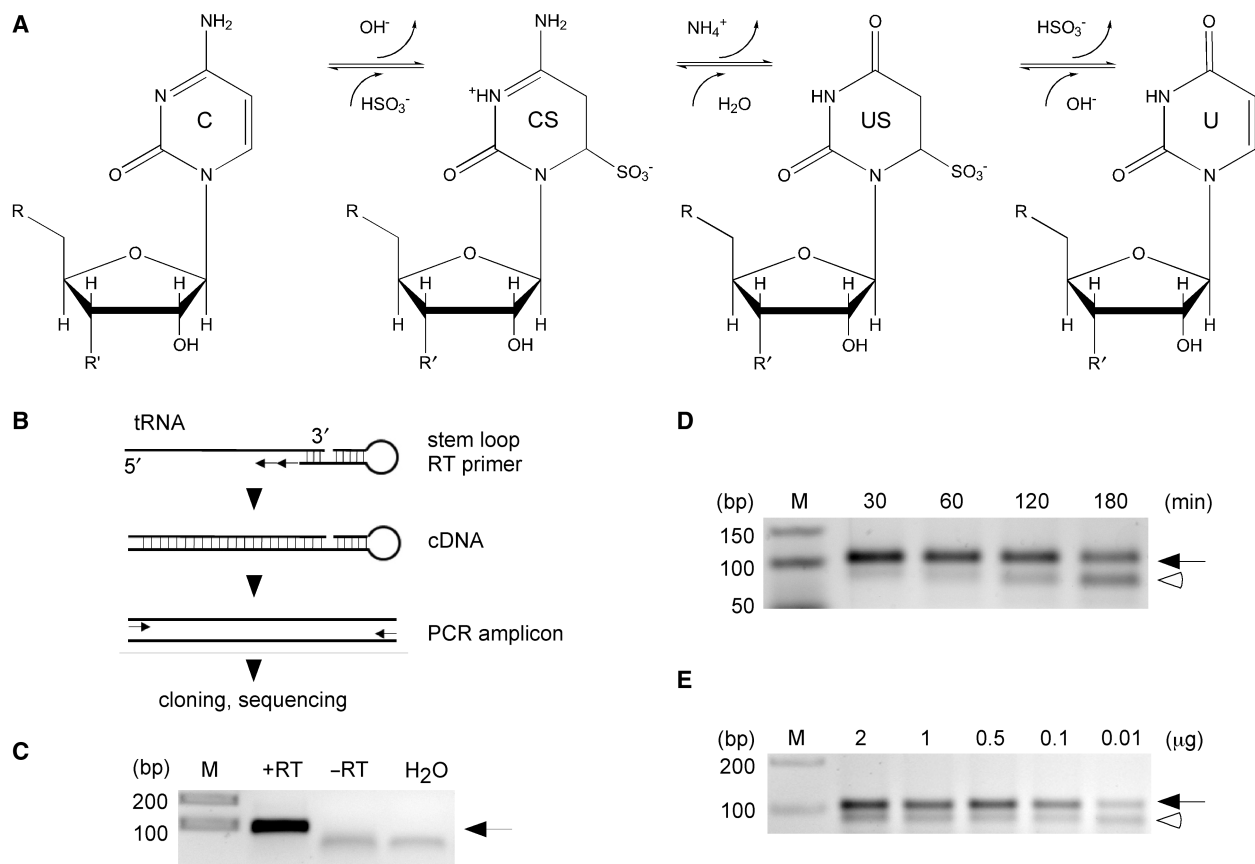 A
NH₂ OH⁻ NH₂ NH₄⁺ O HSO₃⁻ O
HSO₃⁻ H₂O OH⁻
N C ⁺HN CS HN US HN U
O N O N SO₃⁻ O N SO₃⁻ O N
R O R O R O R O
H H H H H H H H
H H H H H H H H
OH OH OH OH
R' R′ R′ R′
B
tRNA
3′
5′
stem loop
RT primer
cDNA
PCR amplicon
cloning, sequencing
C
(bp) M +RT –RT H₂O
200
100
D
(bp) M 30 60 120 180 (min)
150
100
50
E
(bp) M 2 1 0.5 0.1 0.01 (μg)
200
100